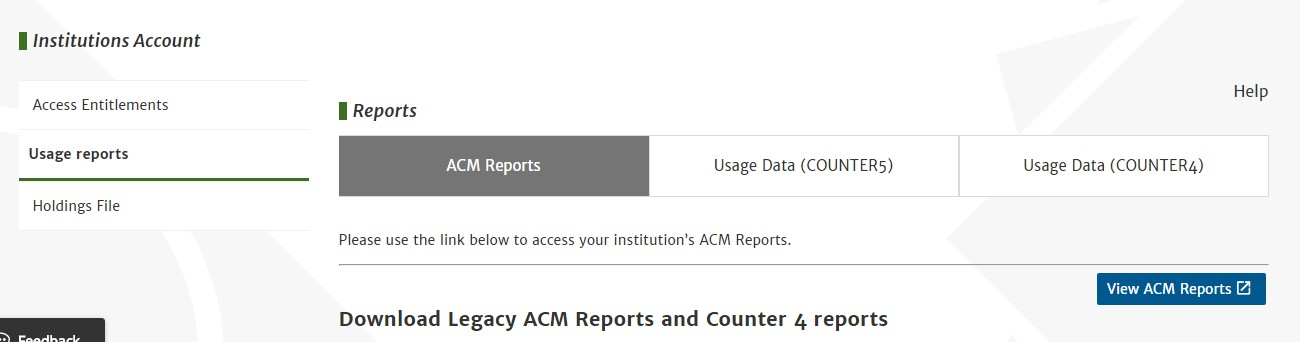 Institutions Account
Access Entitlements
Usage reports
Holdings File
Help
Reports
ACM Reports
Usage Data (COUNTER5)
Usage Data (COUNTER4)
Please use the link below to access your institution's ACM Reports.
View ACM Reports
Download Legacy ACM Reports and Counter 4 reports
Feedback